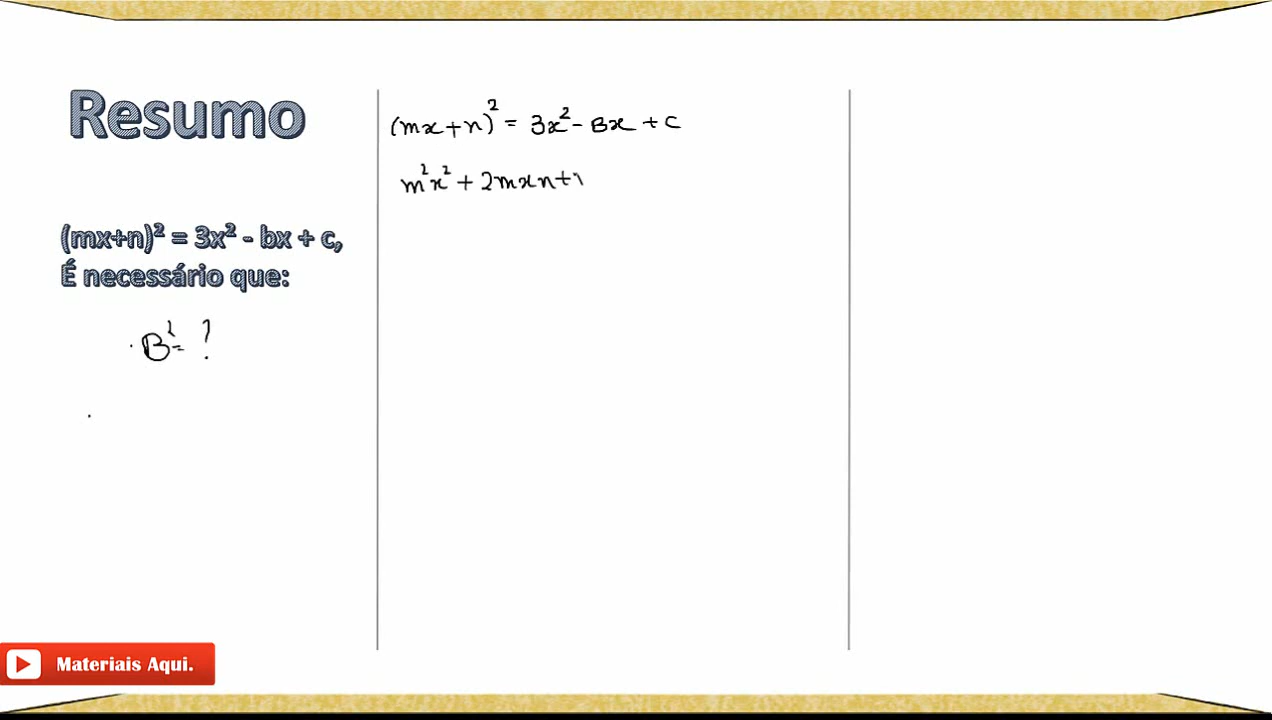 Resumo
(mx+n)² = 3x² - bx + c,
É necessário que:
B² = ?
(mx+n)² = 3x² - Bx + c
m²x² + 2mxn+
Materiais Aqui.